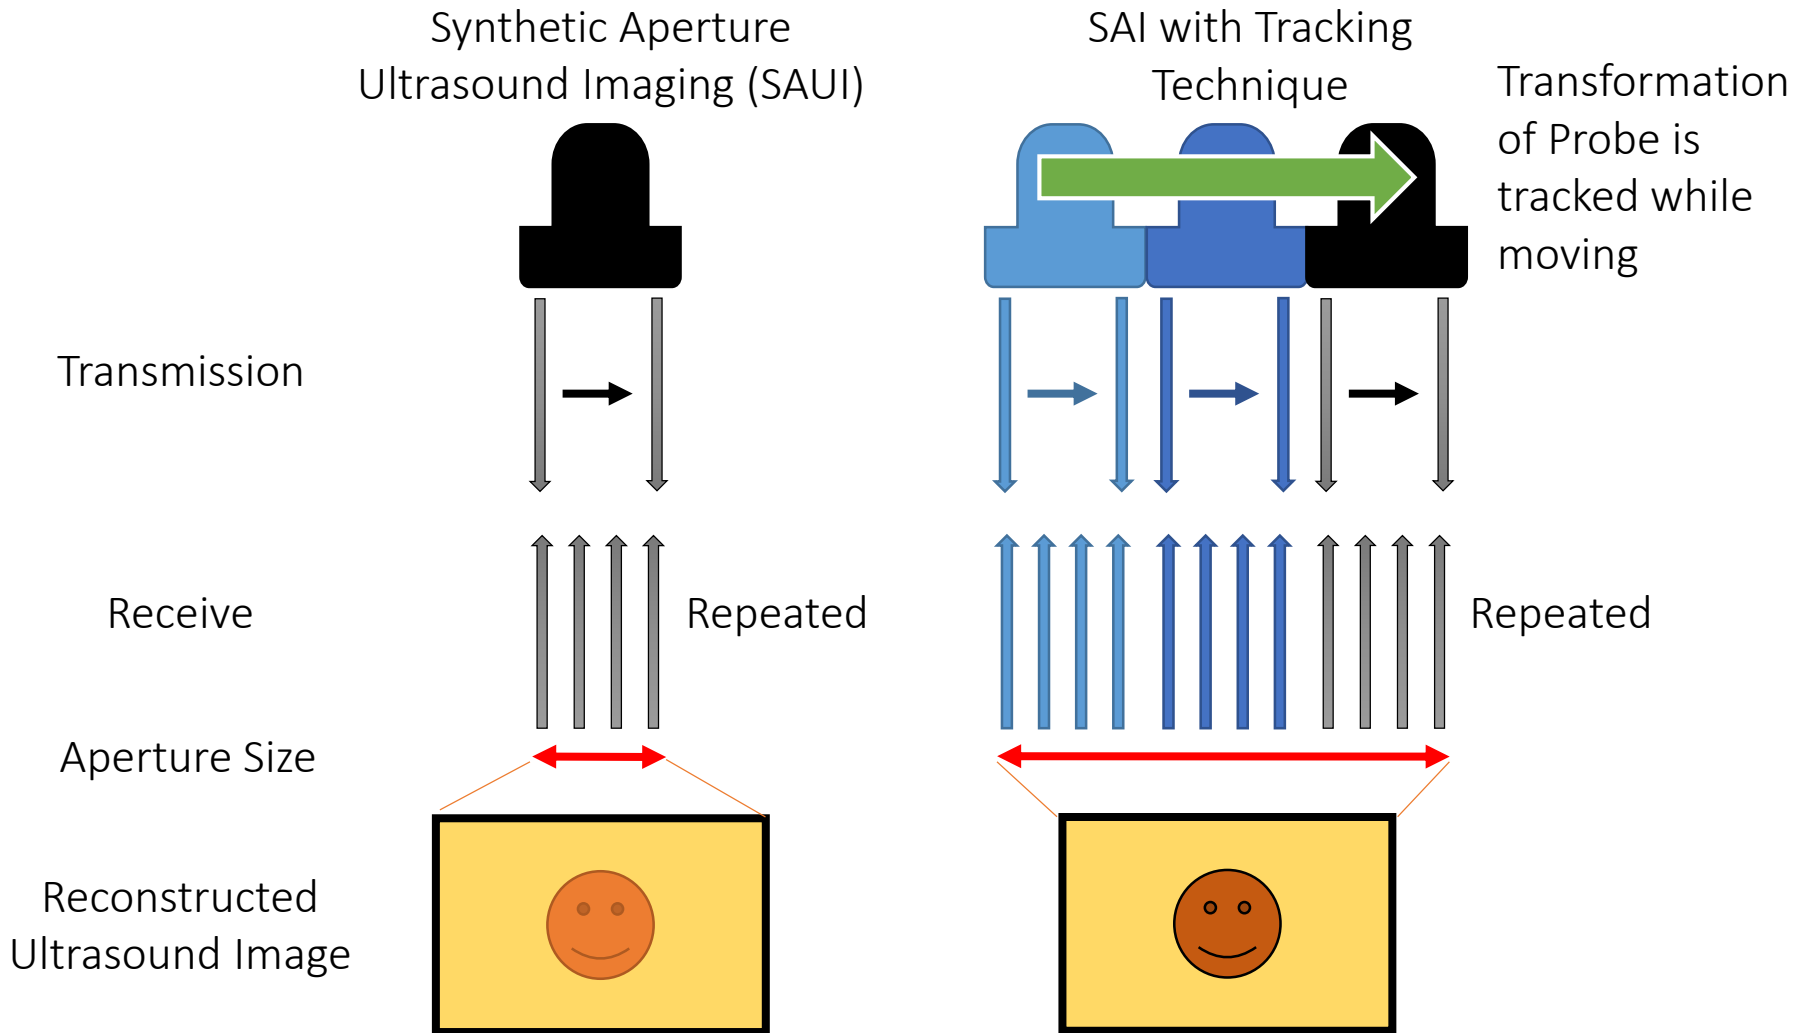 Synthetic Aperture
Ultrasound Imaging (SAUI)
SAI with Tracking
Technique
Transformation
of Probe is
tracked while
moving
Transmission
Receive
Repeated
Repeated
Aperture Size
Reconstructed
Ultrasound Image